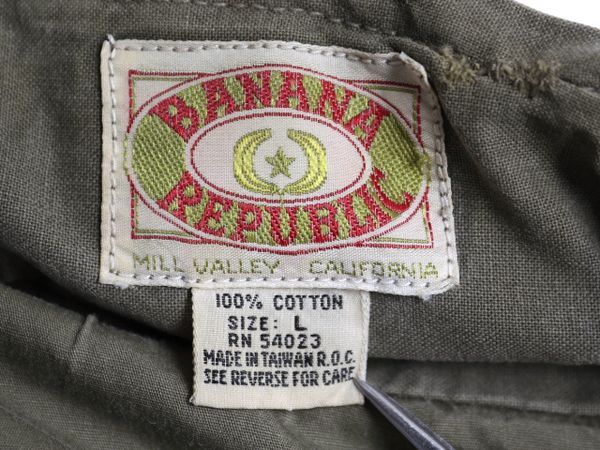 BANANA
REPUBLIC
MILL VALLEY CALIFORNIA
100% COTTON
SIZE: L
RN 54023
MADE IN TAIWAN R.O.C.
SEE REVERSE FOR CARE